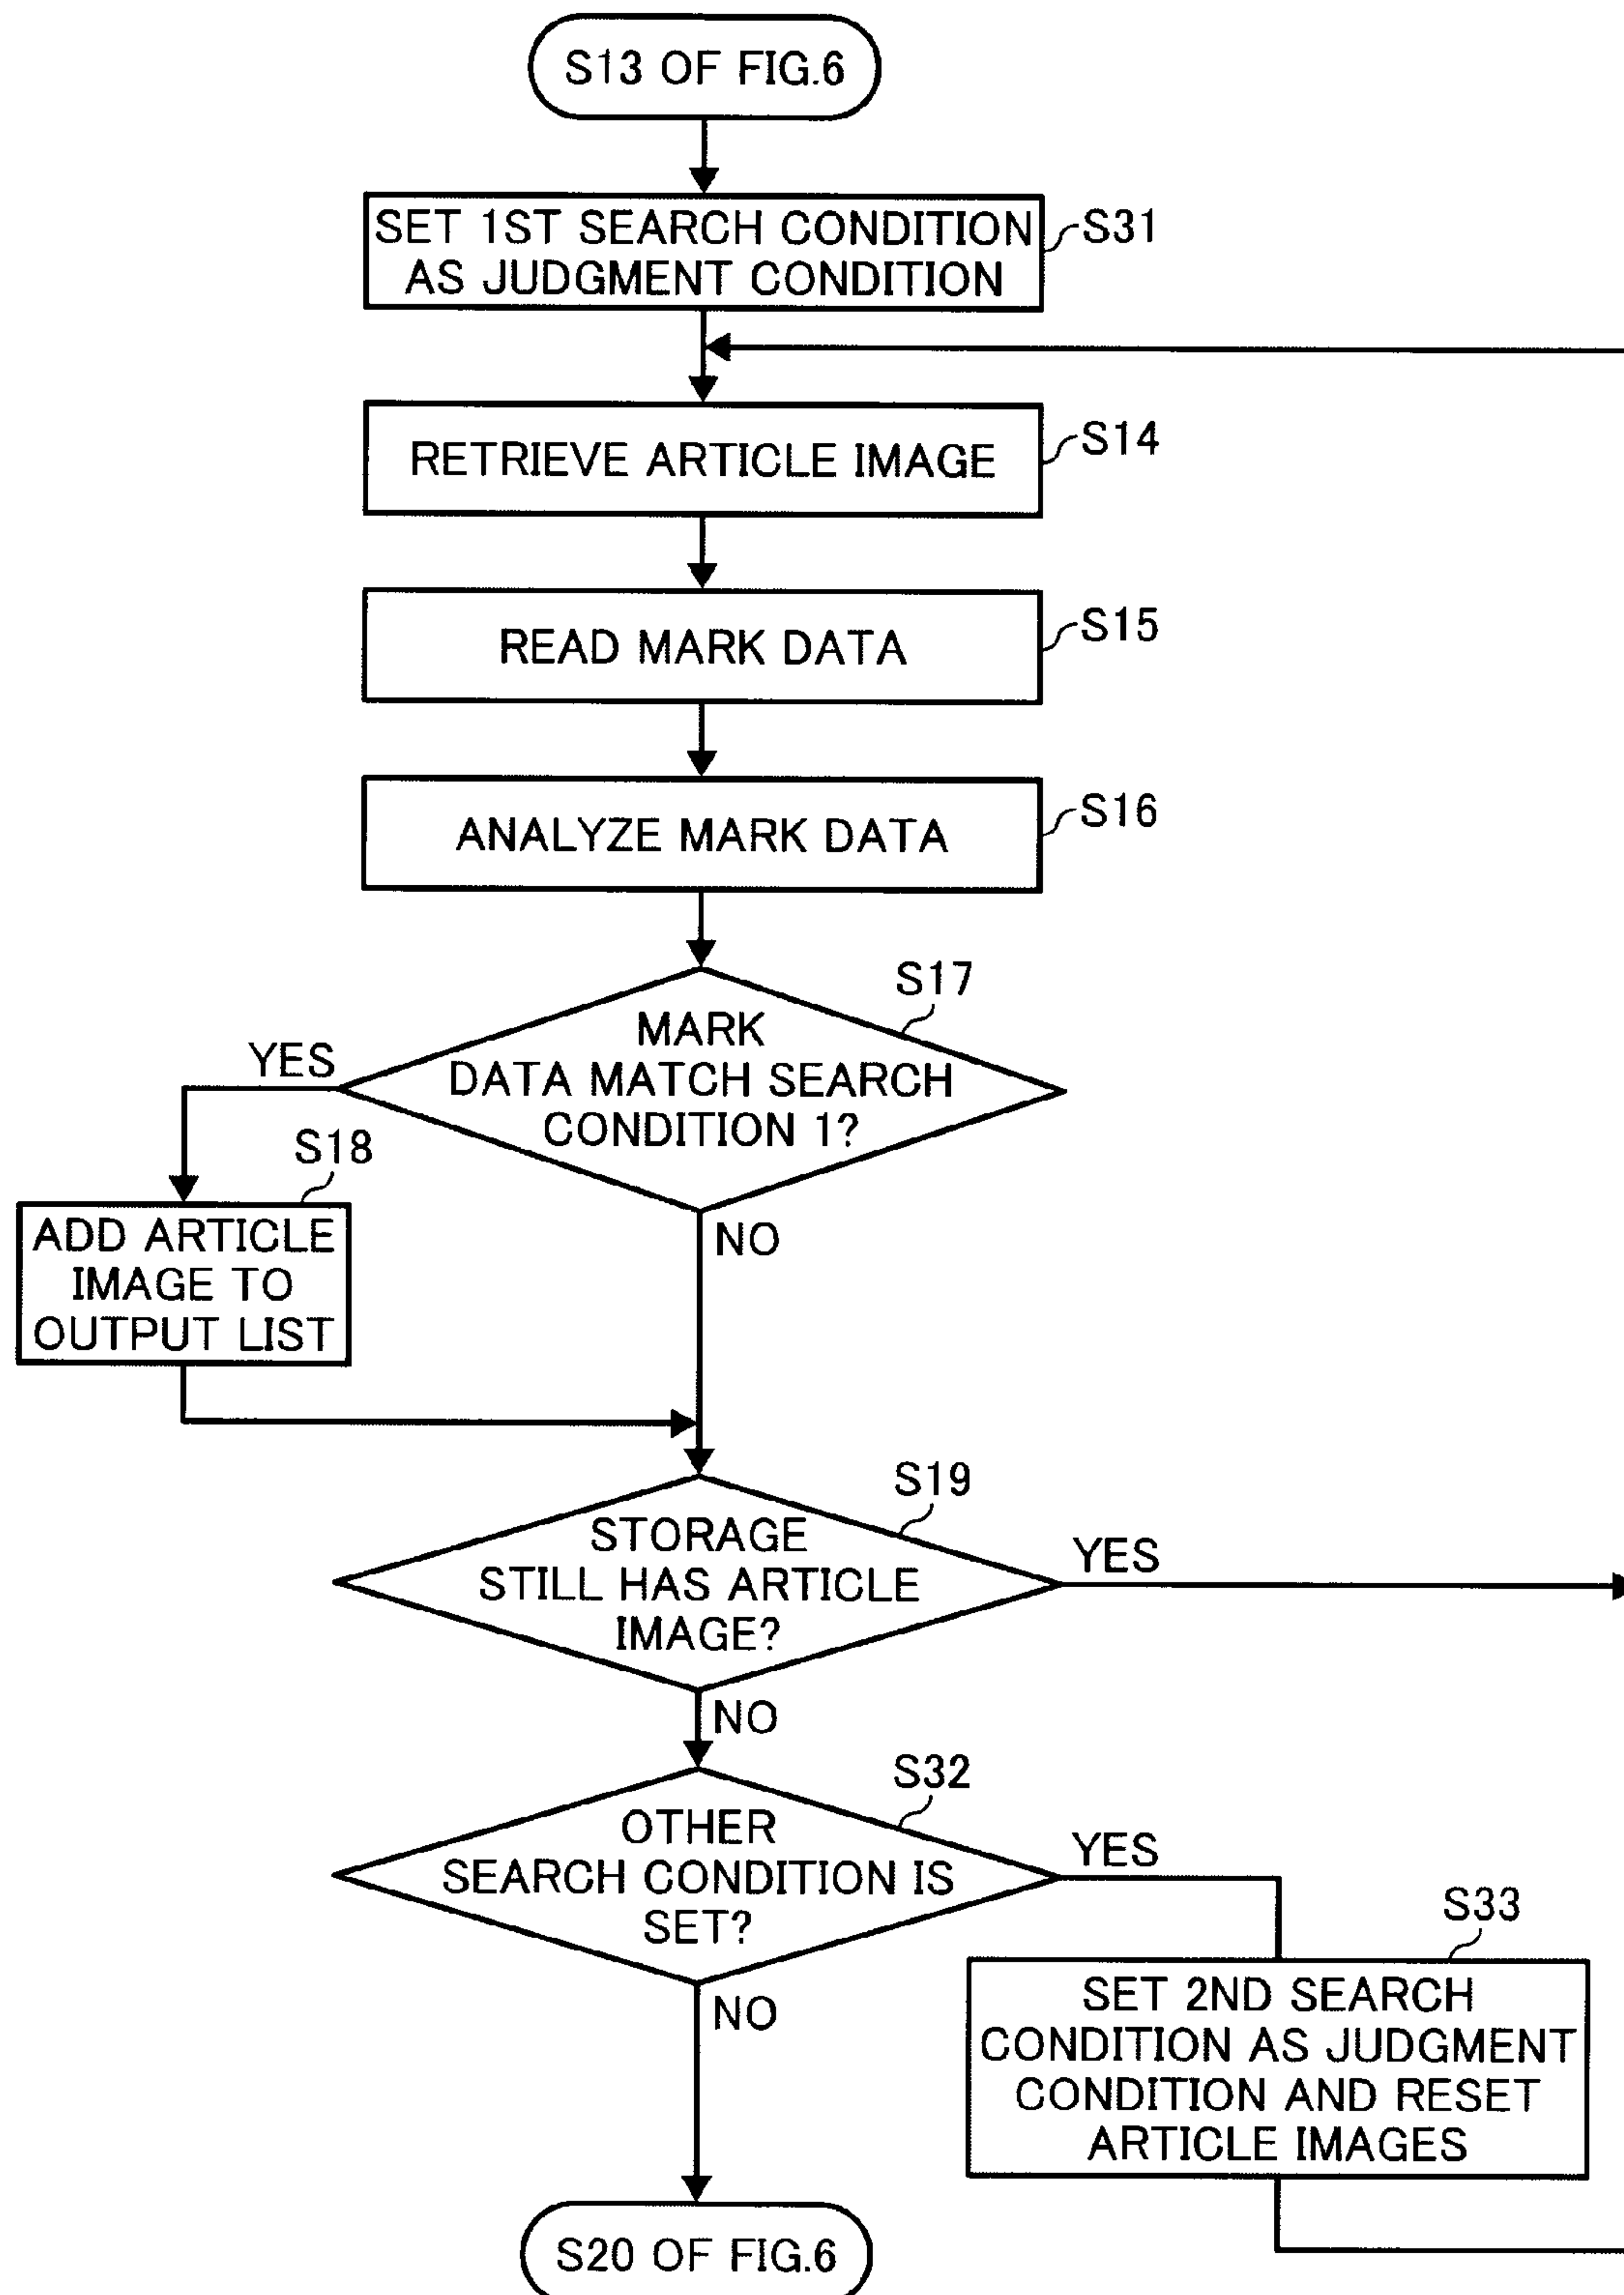 S13 OF FIG.6
SET 1ST SEARCH CONDITION
AS JUDGMENT CONDITION
S31
RETRIEVE ARTICLE IMAGE
S14
READ MARK DATA
S15
ANALYZE MARK DATA
S16
S17
MARK
DATA MATCH SEARCH
CONDITION 1?
YES
NO
S18
ADD ARTICLE
IMAGE TO
OUTPUT LIST
S19
STORAGE
STILL HAS ARTICLE
IMAGE?
YES
NO
S32
OTHER
SEARCH CONDITION IS
SET?
YES
NO
S33
SET 2ND SEARCH
CONDITION AS JUDGMENT
CONDITION AND RESET
ARTICLE IMAGES
S20 OF FIG.6